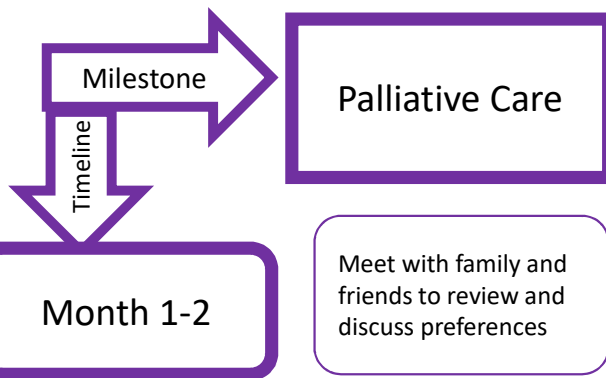 Milestone
Palliative Care
Timeline
Month 1-2
Meet with family and
friends to review and
discuss preferences